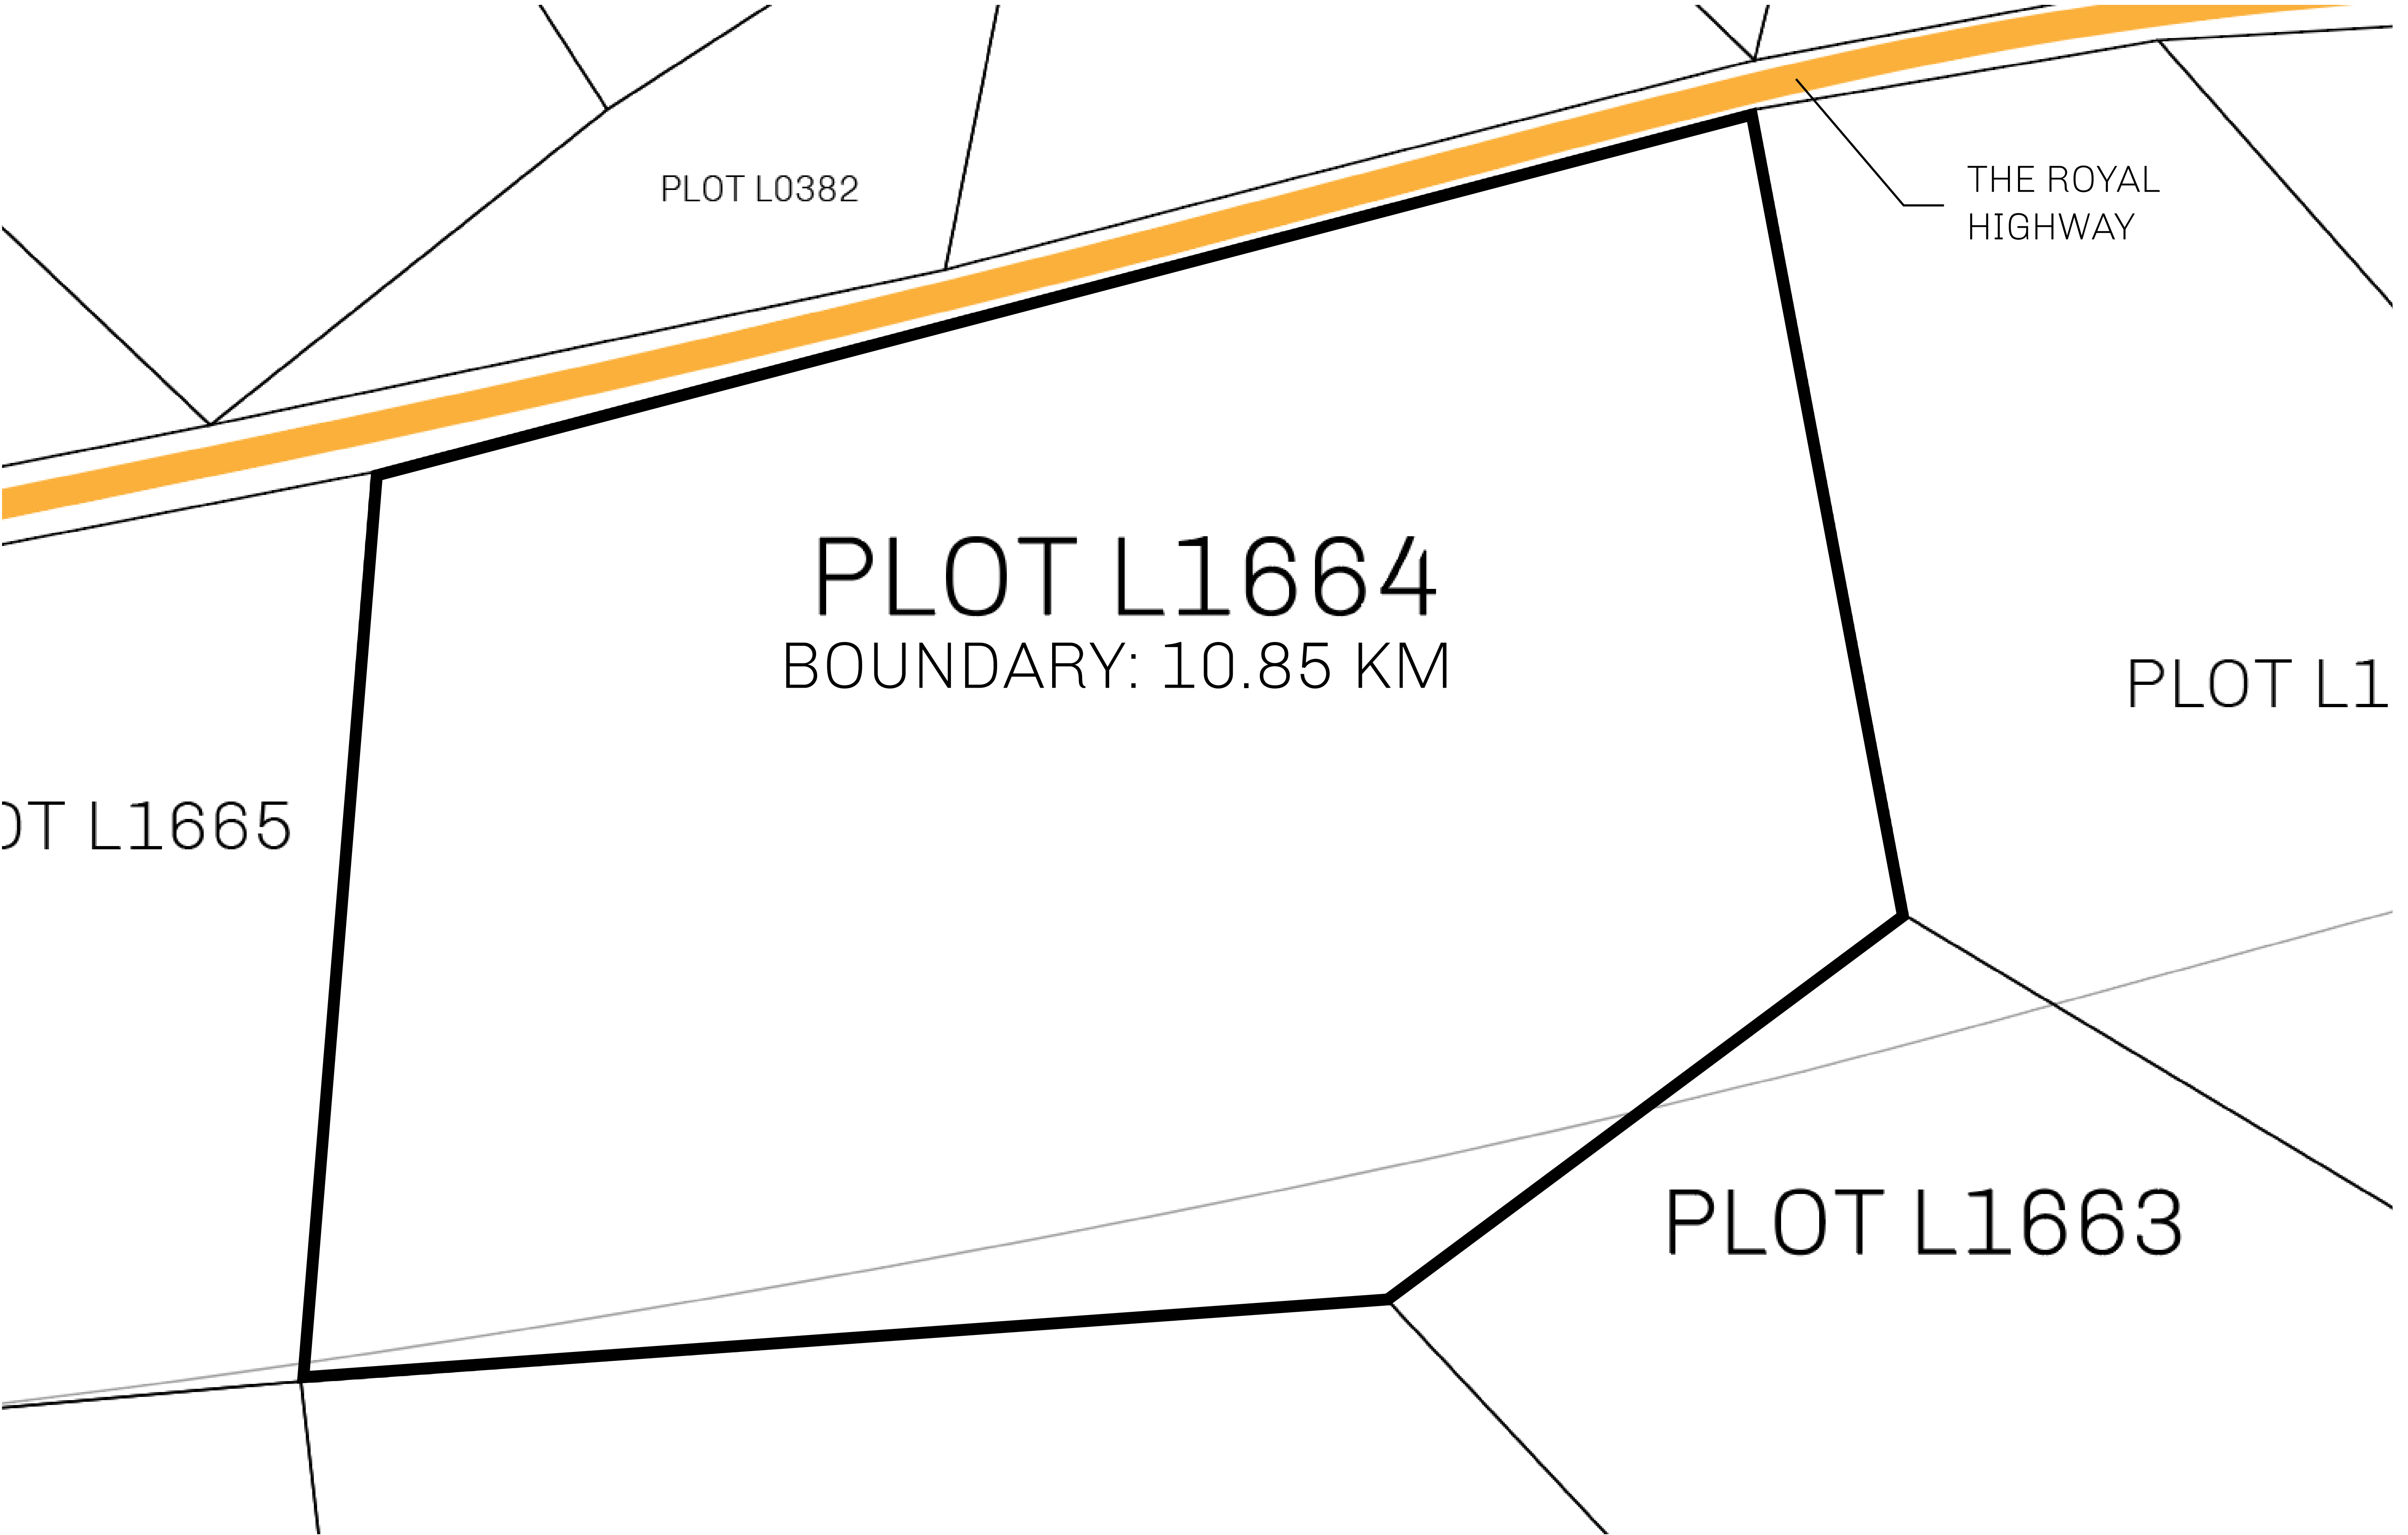 PLOT L0382
THE ROYAL
HIGHWAY
PLOT L1664
BOUNDARY: 10.85 KM
PLOT L1
OT L1665
PLOT L1663